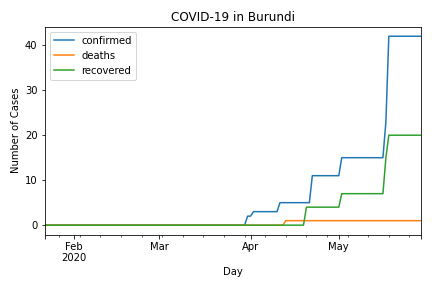 COVID-19 in Burundi
confirmed
deaths
recovered
Number of Cases
40
30
20
10
0
Feb
2020
Mar
Apr
May
Day